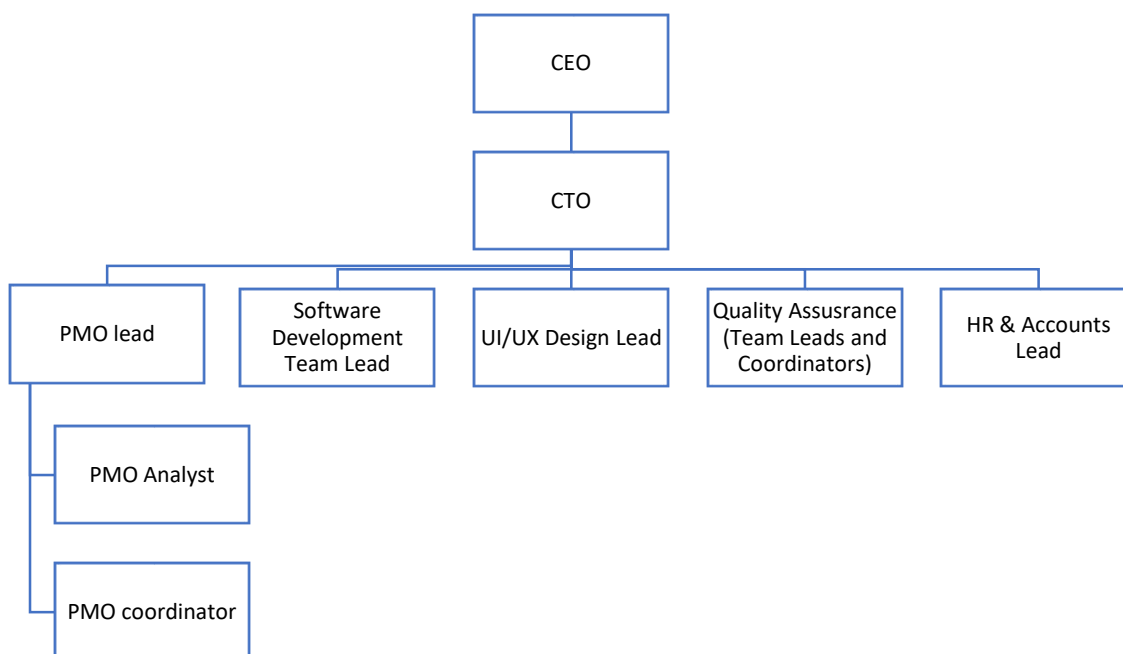 CEO
CTO
PMO lead
Software
Development
Team Lead
UI/UX Design Lead
Quality Assusrance
(Team Leads and
Coordinators)
HR & Accounts
Lead
PMO Analyst
PMO coordinator